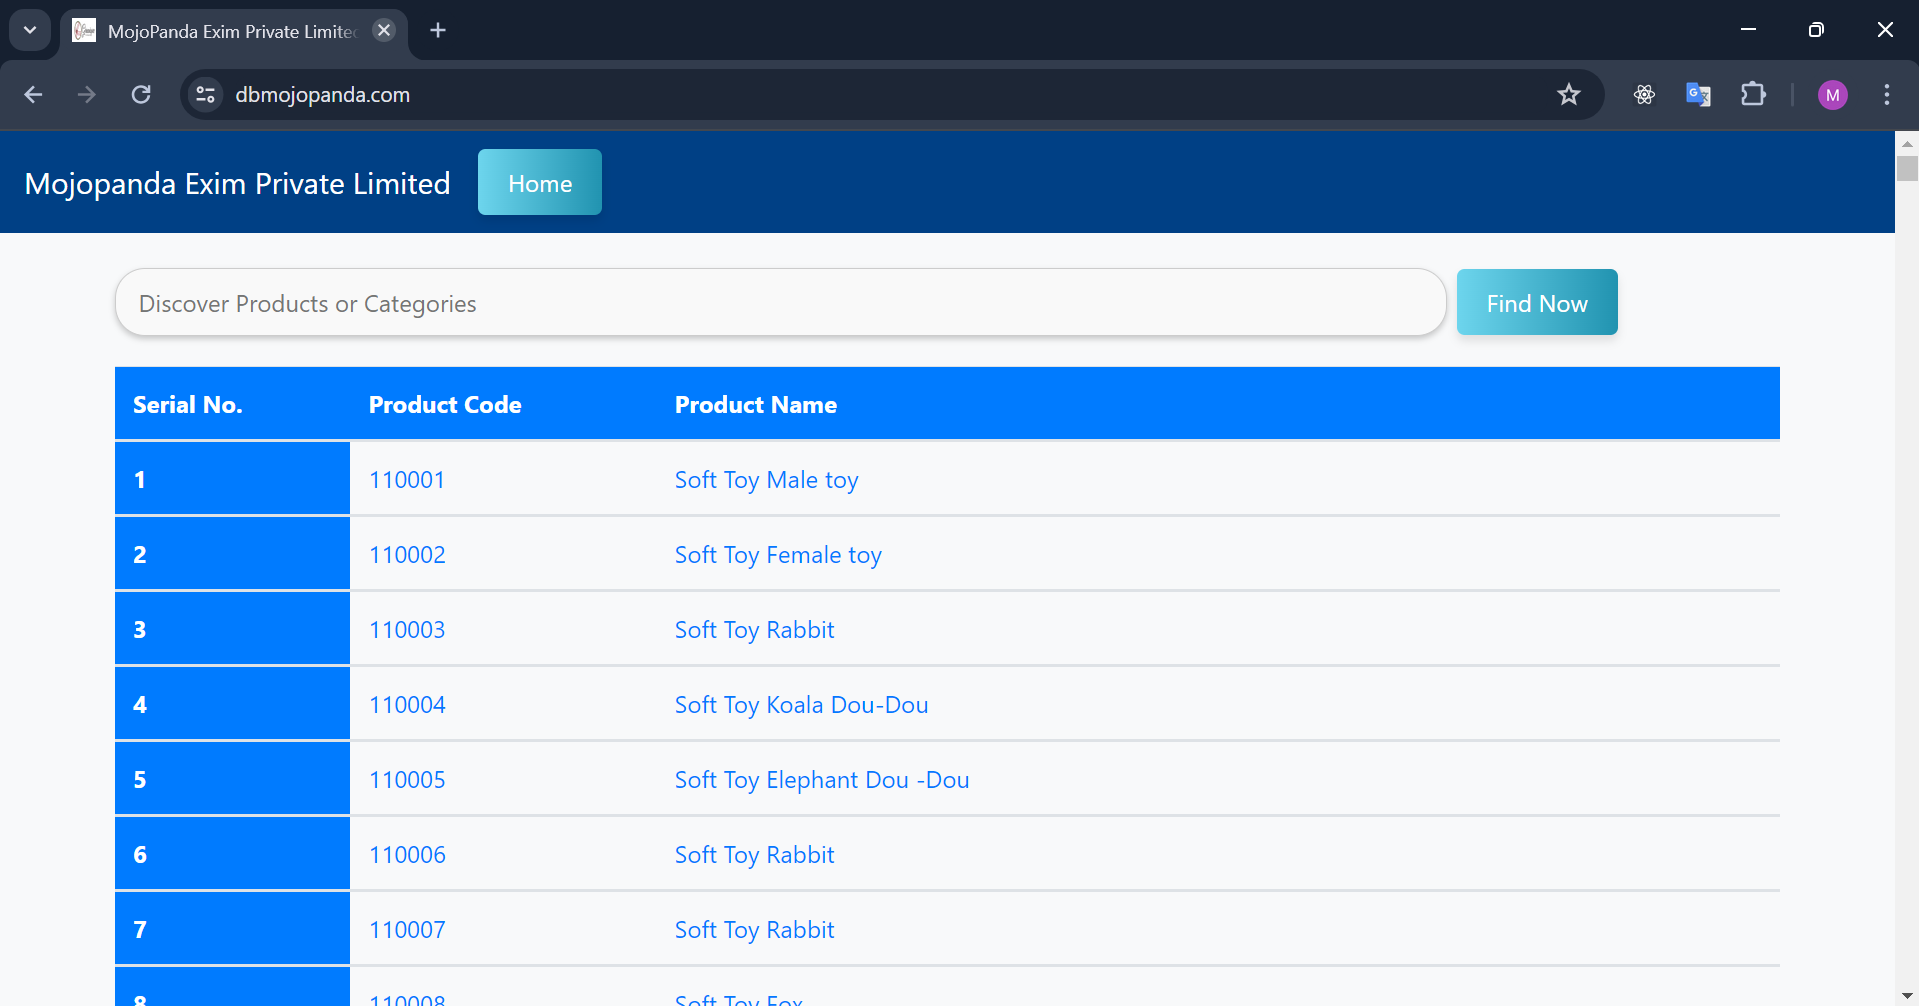 MojoPanda Exim Private Limited
dbmojopanda.com
M
Mojopanda Exim Private Limited Home
Discover Products or Categories Find Now
Serial No. Product Code Product Name
1 110001 Soft Toy Male toy
2 110002 Soft Toy Female toy
3 110003 Soft Toy Rabbit
4 110004 Soft Toy Koala Dou-Dou
5 110005 Soft Toy Elephant Dou -Dou
6 110006 Soft Toy Rabbit
7 110007 Soft Toy Rabbit
8 110008 Soft Toy Fox